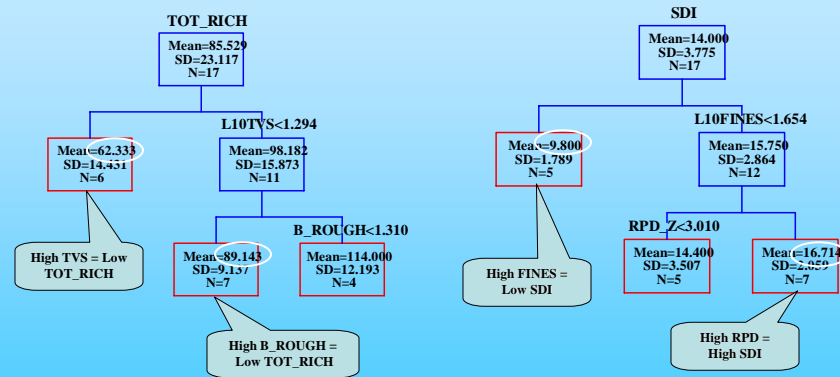 TOT_RICH
Mean=85.529
SD=23.117
N=17
L10TVS<1.294
Mean=62.333
SD=14.431
N=6
Mean=98.182
SD=15.873
N=11
B_ROUGH<1.310
Mean=89.143
SD=9.137
N=7
Mean=114.000
SD=12.193
N=4
High TVS = Low
TOT_RICH
High B_ROUGH =
Low TOT_RICH
SDI
Mean=14.000
SD=3.775
N=17
L10FINES<1.654
Mean=9.800
SD=1.789
N=5
Mean=15.750
SD=2.864
N=12
RPD_Z<3.010
Mean=14.400
SD=3.507
N=5
Mean=16.714
SD=2.059
N=7
High FINES =
Low SDI
High RPD =
High SDI